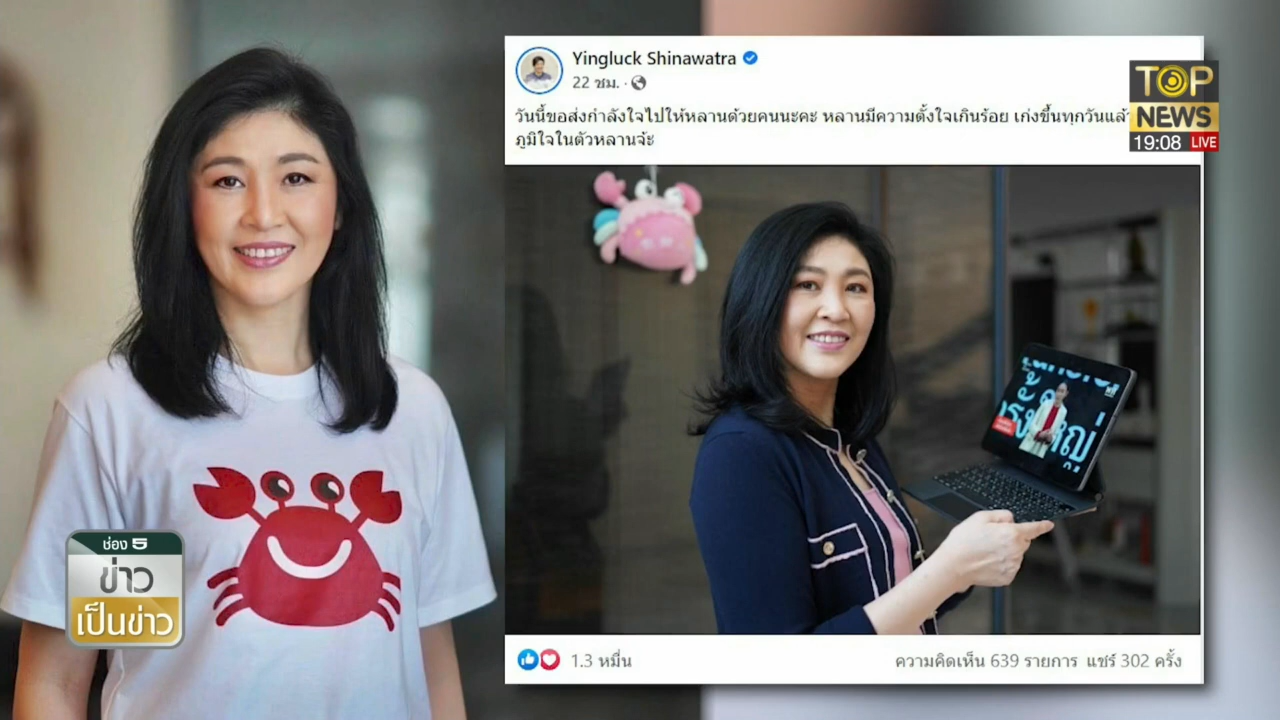 Yingluck Shinawatra
22 ชม.
วันนี้ขอส่งกำลังใจไปให้หลานด้วยคนนะคะ หลานมีความตั้งใจเกินร้อย เก่งขึ้นทุกวันแล้ว
ภูมิใจในตัวหลานจ้ะ
TOP
NEWS
19:08 LIVE
ใหญ่
ช่อง 5
ข่าว
เป็นข่าว
1.3 หมื่น
ความคิดเห็น 639 รายการ แชร์ 302 ครั้ง